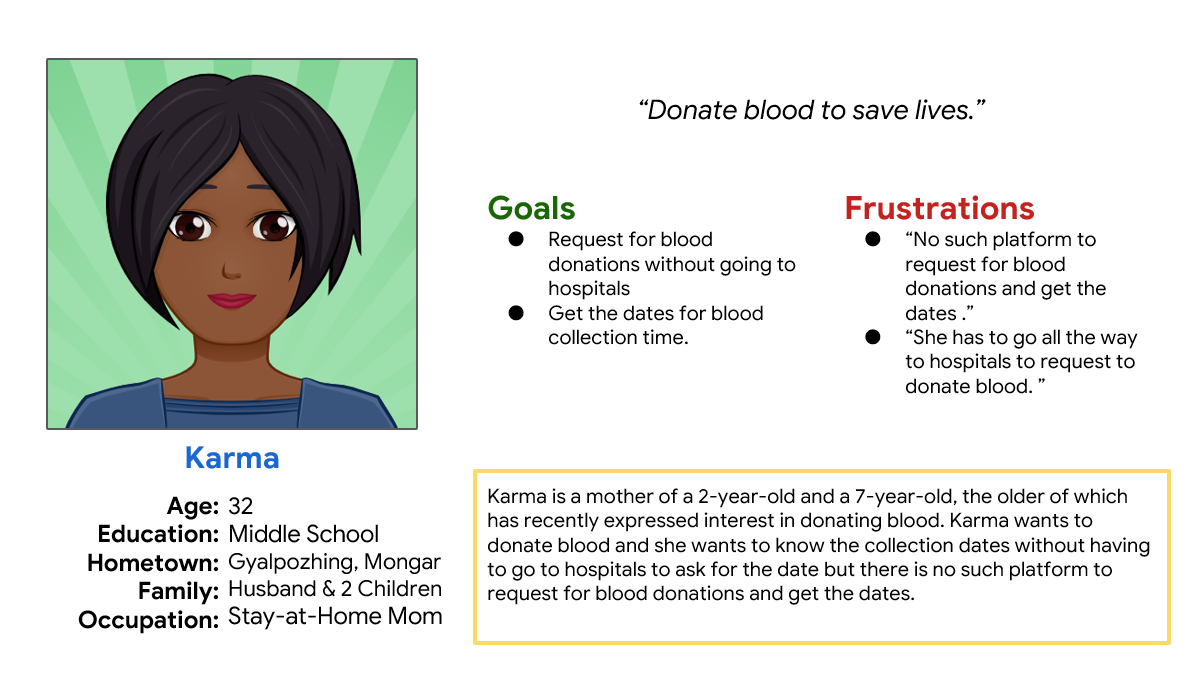 “Donate blood to save lives.”
Goals
● Request for blood
donations without going to
hospitals
● Get the dates for blood
collection time.
Frustrations
● “No such platform to
request for blood
donations and get the
dates .”
● “She has to go all the way
to hospitals to request to
donate blood. ”
Karma
Age: 32
Education: Middle School
Hometown: Gyalpozhing, Mongar
Family: Husband & 2 Children
Occupation: Stay-at-Home Mom
Karma is a mother of a 2-year-old and a 7-year-old, the older of which
has recently expressed interest in donating blood. Karma wants to
donate blood and she wants to know the collection dates without having
to go to hospitals to ask for the date but there is no such platform to
request for blood donations and get the dates.